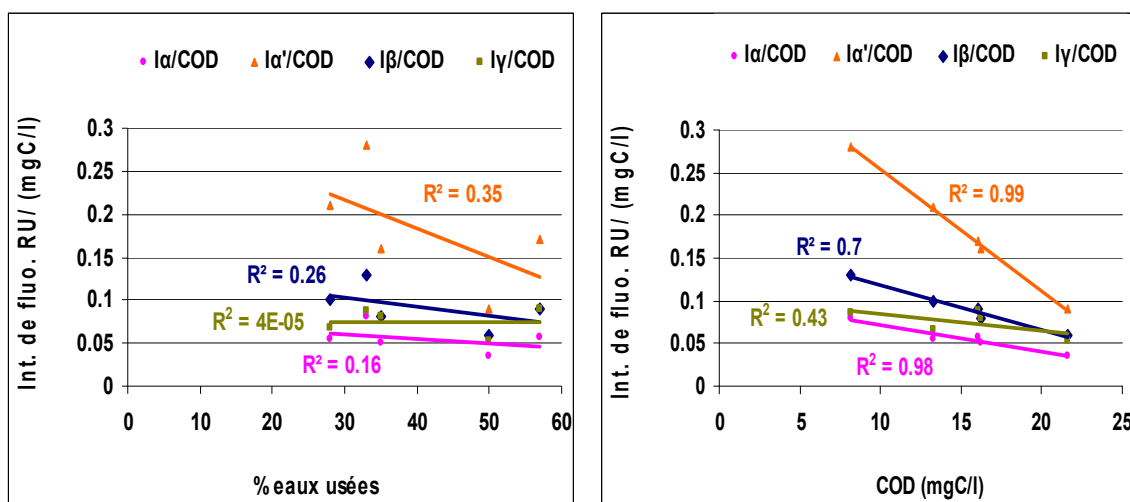 Iα/COD Iα'/COD Iβ/COD Iγ/COD
Int. de fluo. RU/ (mgC/l)
0.3
0.25
0.2
0.15
0.1
0.05
0
R² = 0.35
R² = 0.26
R² = 4E-05
R² = 0.16
0 10 20 30 40 50 60
% eaux usées
Iα/COD Iα'/COD Iβ/COD Iγ/COD
Int. de fluo. RU/ (mgC/l)
0.3
0.25
0.2
0.15
0.1
0.05
0
R² = 0.99
R² = 0.7
R² = 0.43
R² = 0.98
0 5 10 15 20 25
COD (mgC/l)